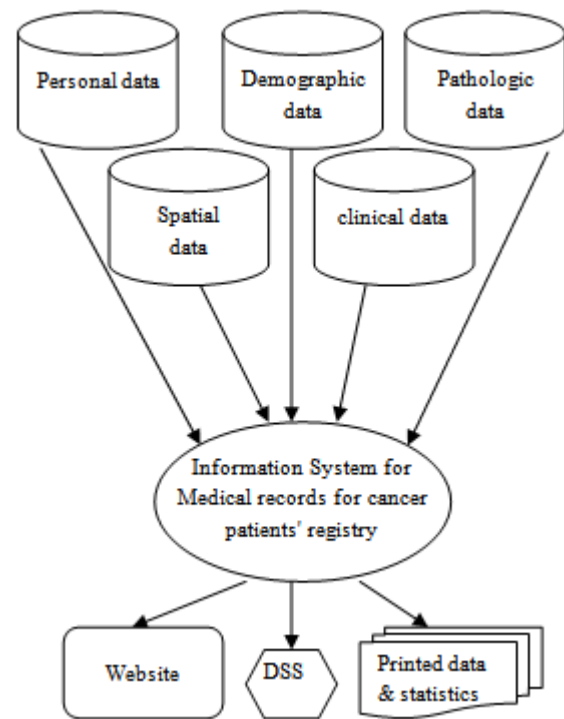 Personal data
Demographic
data
Pathologic
data
Spatial
data
clinical data
Information System for
Medical records for cancer
patients' registry
Website
DSS
Printed data
& statistics